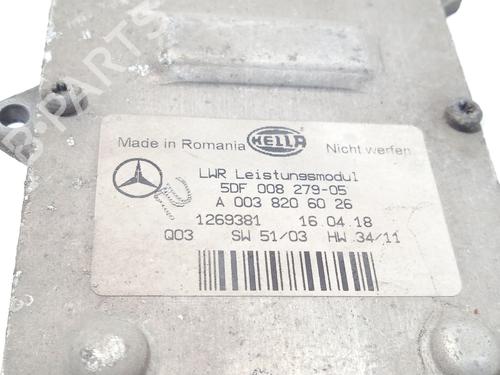 B-PARTS
Made in Romania HELLA Nicht werfen
LWR Leistungsmodul
5DF 008 279-05
A 003 820 60 26
1269381 16.04.18
Q03 SW 51/03 HW 34/11